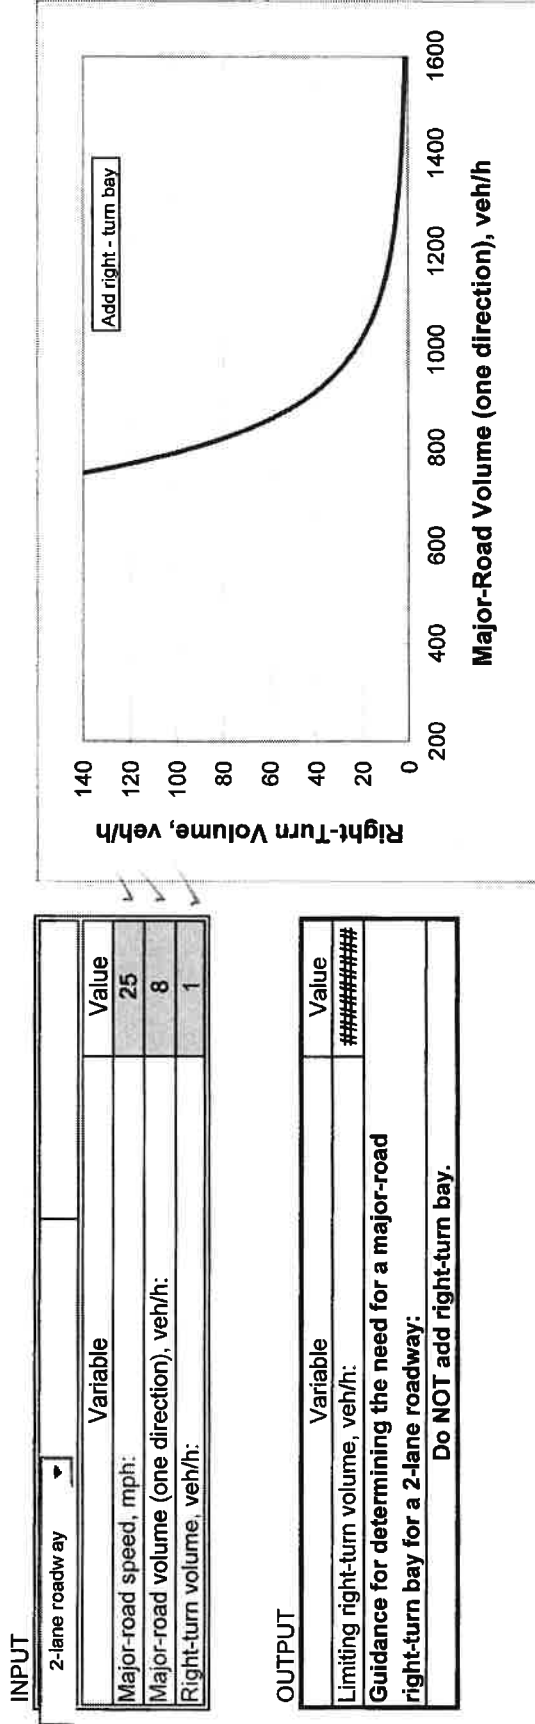 INPUT
2-lane roadway
Variable Value
Major-road speed, mph: 25
Major-road volume (one direction), veh/h: 8
Right-turn volume, veh/h: 1
OUTPUT
Variable Value
Limiting right-turn volume, veh/h: #########
Guidance for determining the need for a major-road
right-turn bay for a 2-lane roadway:
Do NOT add right-turn bay.
Right-Turn Volume, veh/h
140
120
100
80
60
40
20
0
Add right - turn bay
200 400 600 800 1000 1200 1400 1600
Major-Road Volume (one direction), veh/h